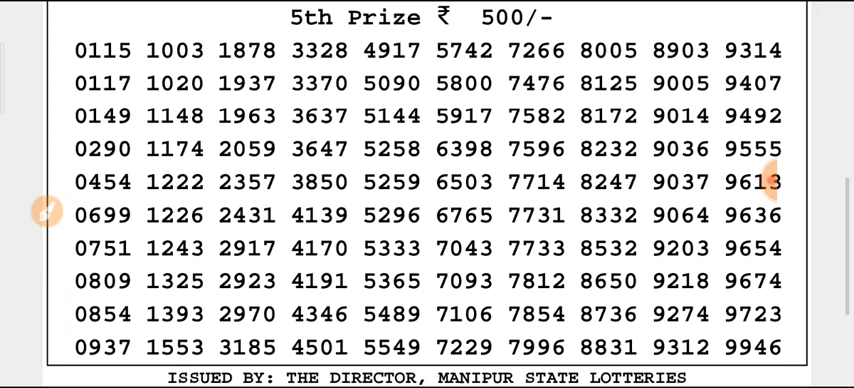 5th Prize ₹ 500/-
0115 1003 1878 3328 4917 5742 7266 8005 8903 9314
0117 1020 1937 3370 5090 5800 7476 8125 9005 9407
0149 1148 1963 3637 5144 5917 7582 8172 9014 9492
0290 1174 2059 3647 5258 6398 7596 8232 9036 9555
0454 1222 2357 3850 5259 6503 7714 8247 9037 9613
0699 1226 2431 4139 5296 6765 7731 8332 9064 9636
0751 1243 2917 4170 5333 7043 7733 8532 9203 9654
0809 1325 2923 4191 5365 7093 7812 8650 9218 9674
0854 1393 2970 4346 5489 7106 7854 8736 9274 9723
0937 1553 3185 4501 5549 7229 7996 8831 9312 9946
ISSUED BY: THE DIRECTOR, MANIPUR STATE LOTTERIES